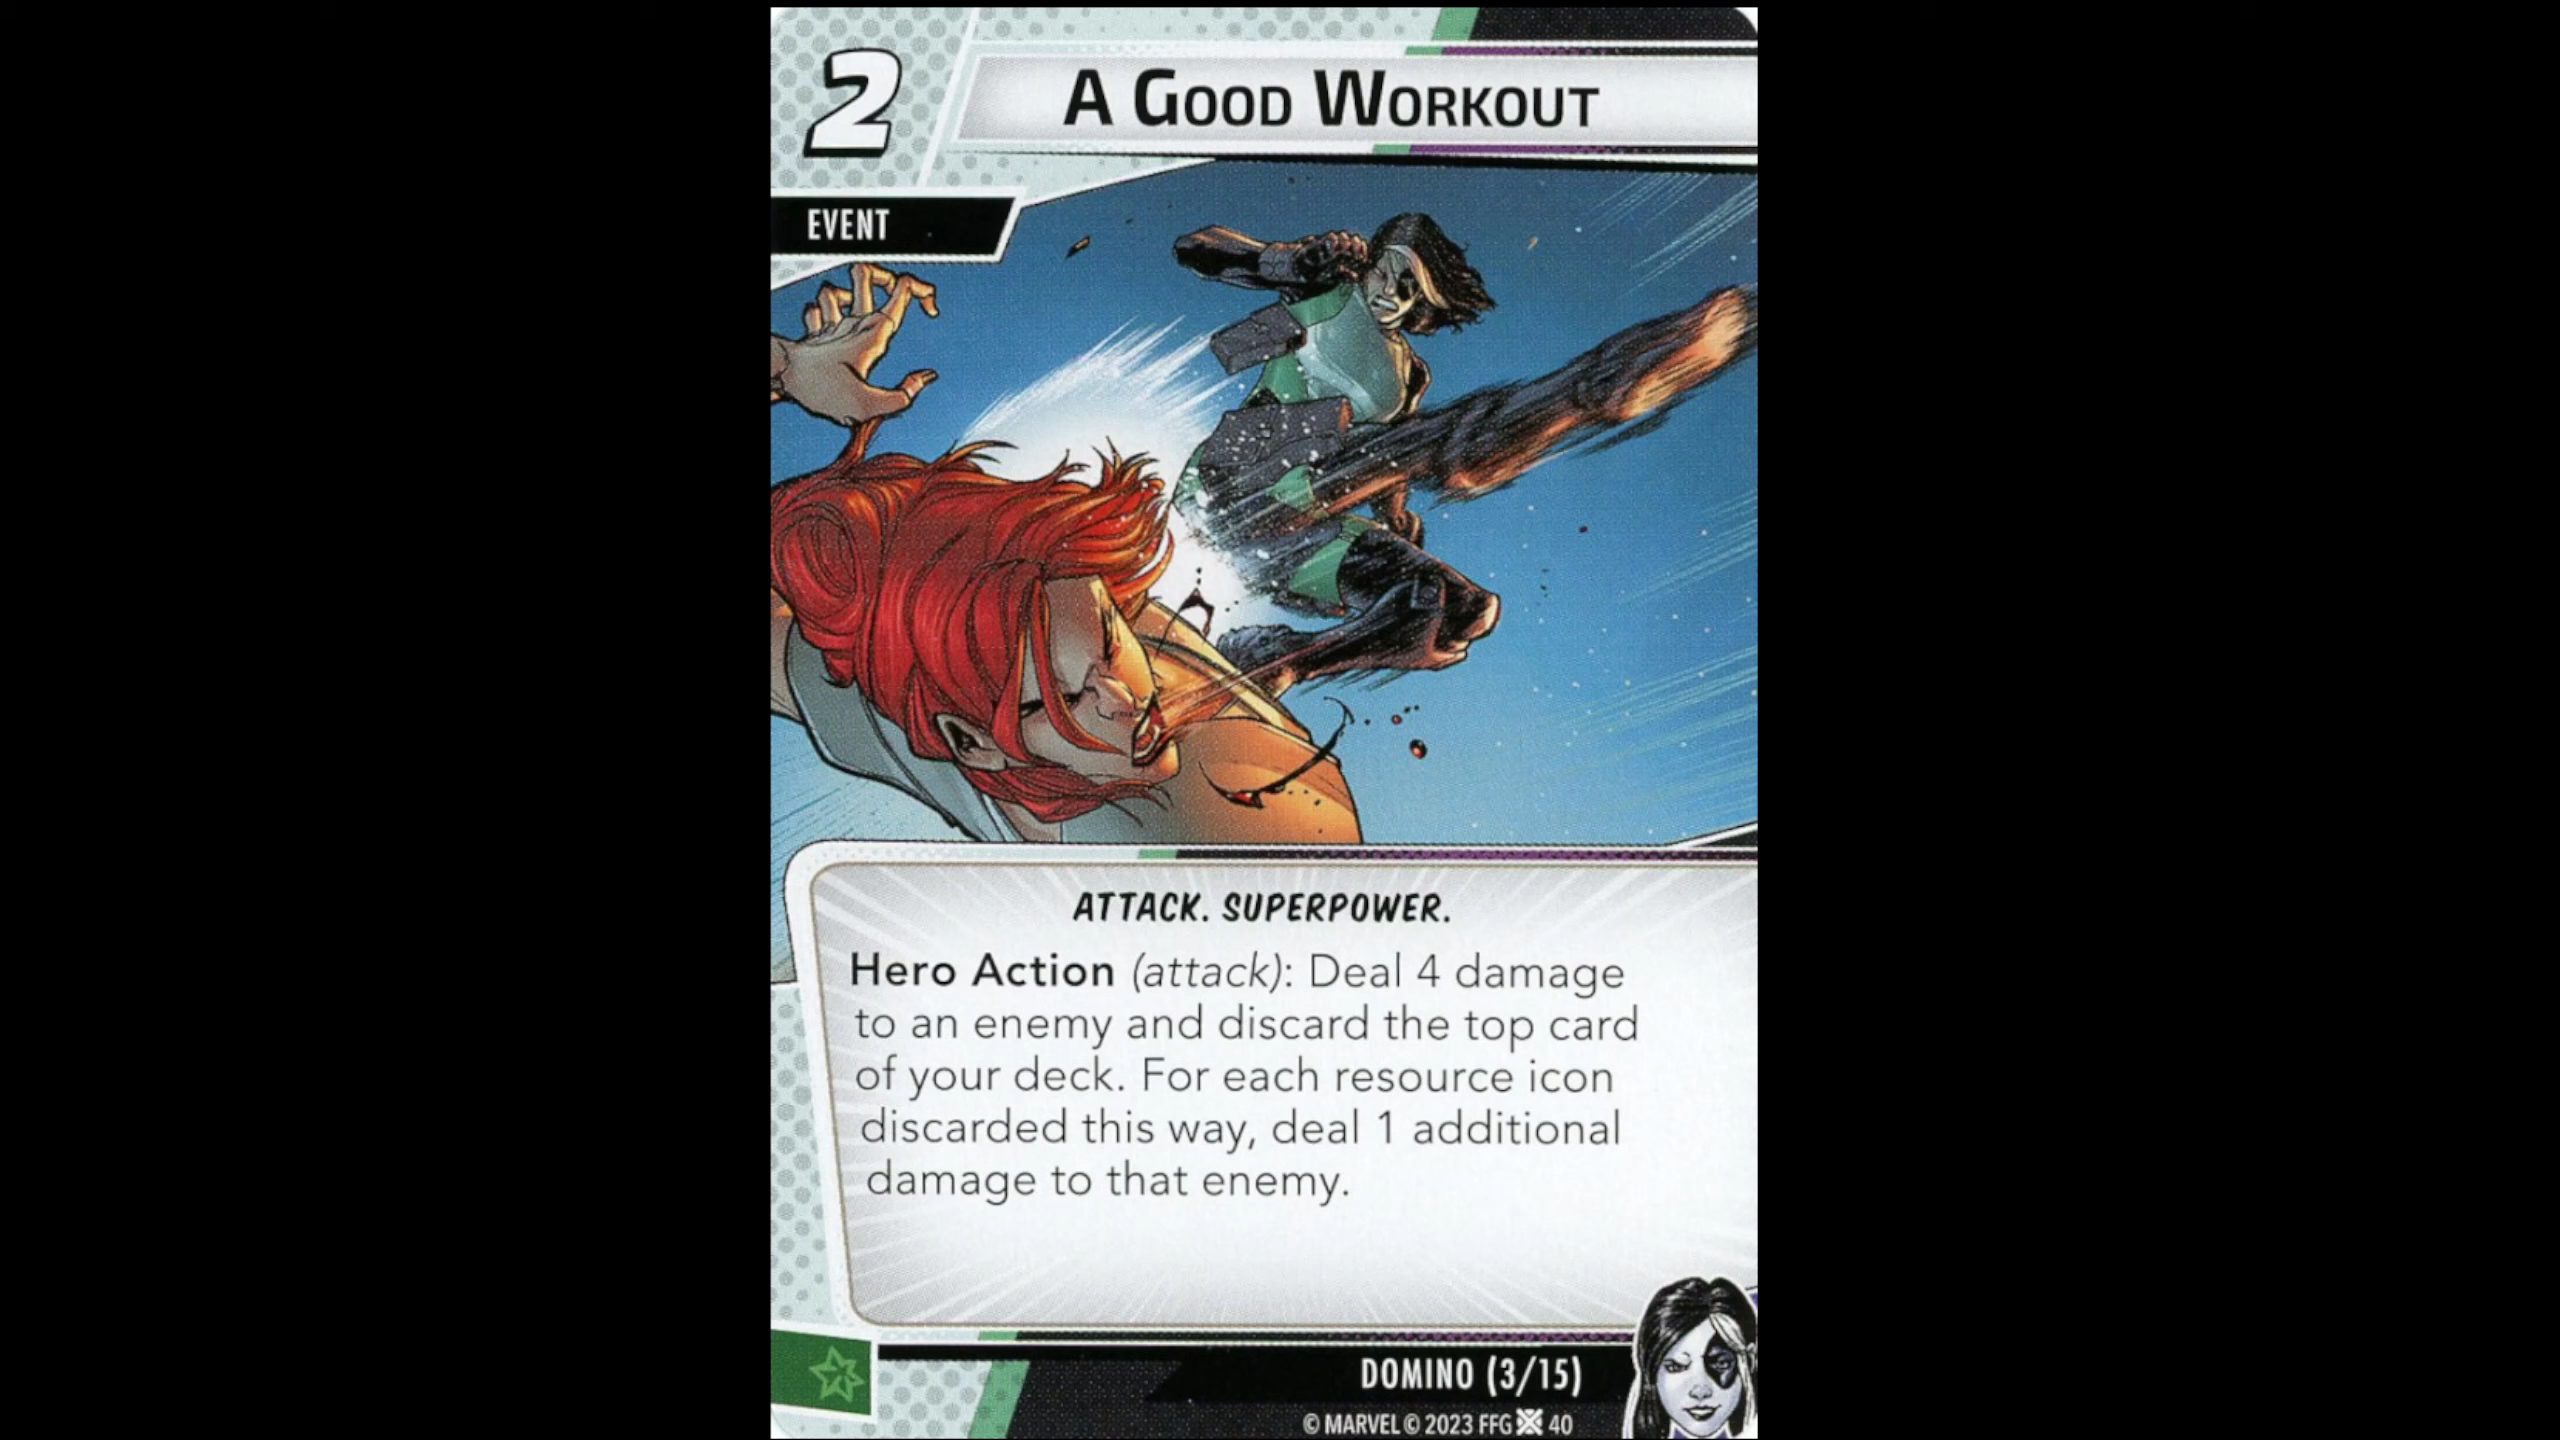 2
A GOOD WORKOUT
EVENT
ATTACK. SUPERPOWER.
Hero Action (attack): Deal 4 damage
to an enemy and discard the top card
of your deck. For each resource icon
discarded this way, deal 1 additional
damage to that enemy.
DOMINO (3/15)
© MARVEL © 2023 FFG 40